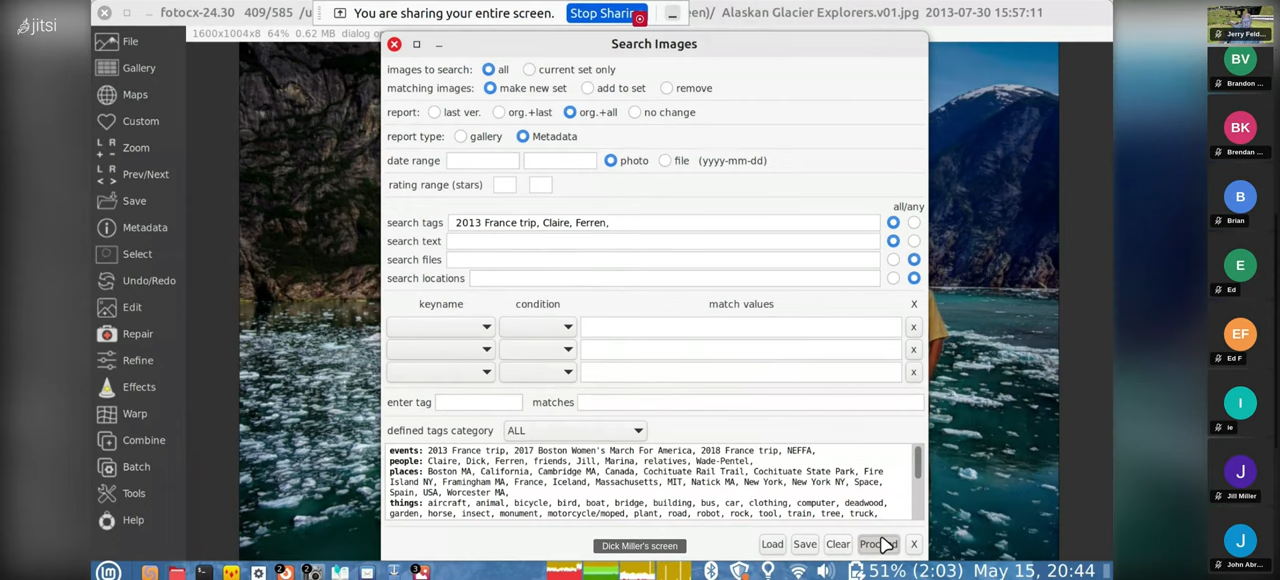 jitsi
fotocx-24.30 409/585 /u
You are sharing your entire screen. Stop Sharin
een)/ Alaskan Glacier Explorers.v01.jpg 2013-07-30 15:57:11
1600x1004x8 64% 0.62 MB dialog o
File
Gallery
Maps
Custom
L R
+ -
Zoom
L R
< >
Prev/Next
Save
Metadata
Select
Undo/Redo
Edit
Repair
Refine
Effects
Warp
Combine
Batch
Tools
Help
Search Images
images to search: all current set only
matching images: make new set add to set remove
report: last ver. org.+last org.+all no change
report type: gallery Metadata
date range photo file (yyyy-mm-dd)
rating range (stars)
all/any
search tags 2013 France trip, Claire, Ferren,
search text
search files
search locations
keyname condition match values X
x
x
x
enter tag matches
defined tags category ALL
events: 2013 France trip, 2017 Boston Women's March For America, 2018 France trip, NEFFA,
people: Claire, Dick, Ferren, friends, Jill, Marina, relatives, Wade-Pentel,
places: Boston MA, California, Cambridge MA, Canada, Cochituate Rail Trail, Cochituate State Park, Fire
Island NY, Framingham MA, France, Iceland, Massachusetts, MIT, Natick MA, New York, New York NY, Space,
Spain, USA, Worcester MA,
things: aircraft, animal, bicycle, bird, boat, bridge, building, bus, car, clothing, computer, deadwood,
garden, horse, insect, monument, motorcycle/moped, plant, road, robot, rock, tool, train, tree, truck,
Load Save Clear Proc d X
Dick Miller's screen
51% (2:03) May 15, 20:44
3
Jerry Feld...
BV
Brandon ...
BK
Brendan ...
B
Brian
E
Ed
EF
Ed F
I
ie
J
Jill Miller
J
John Abr...